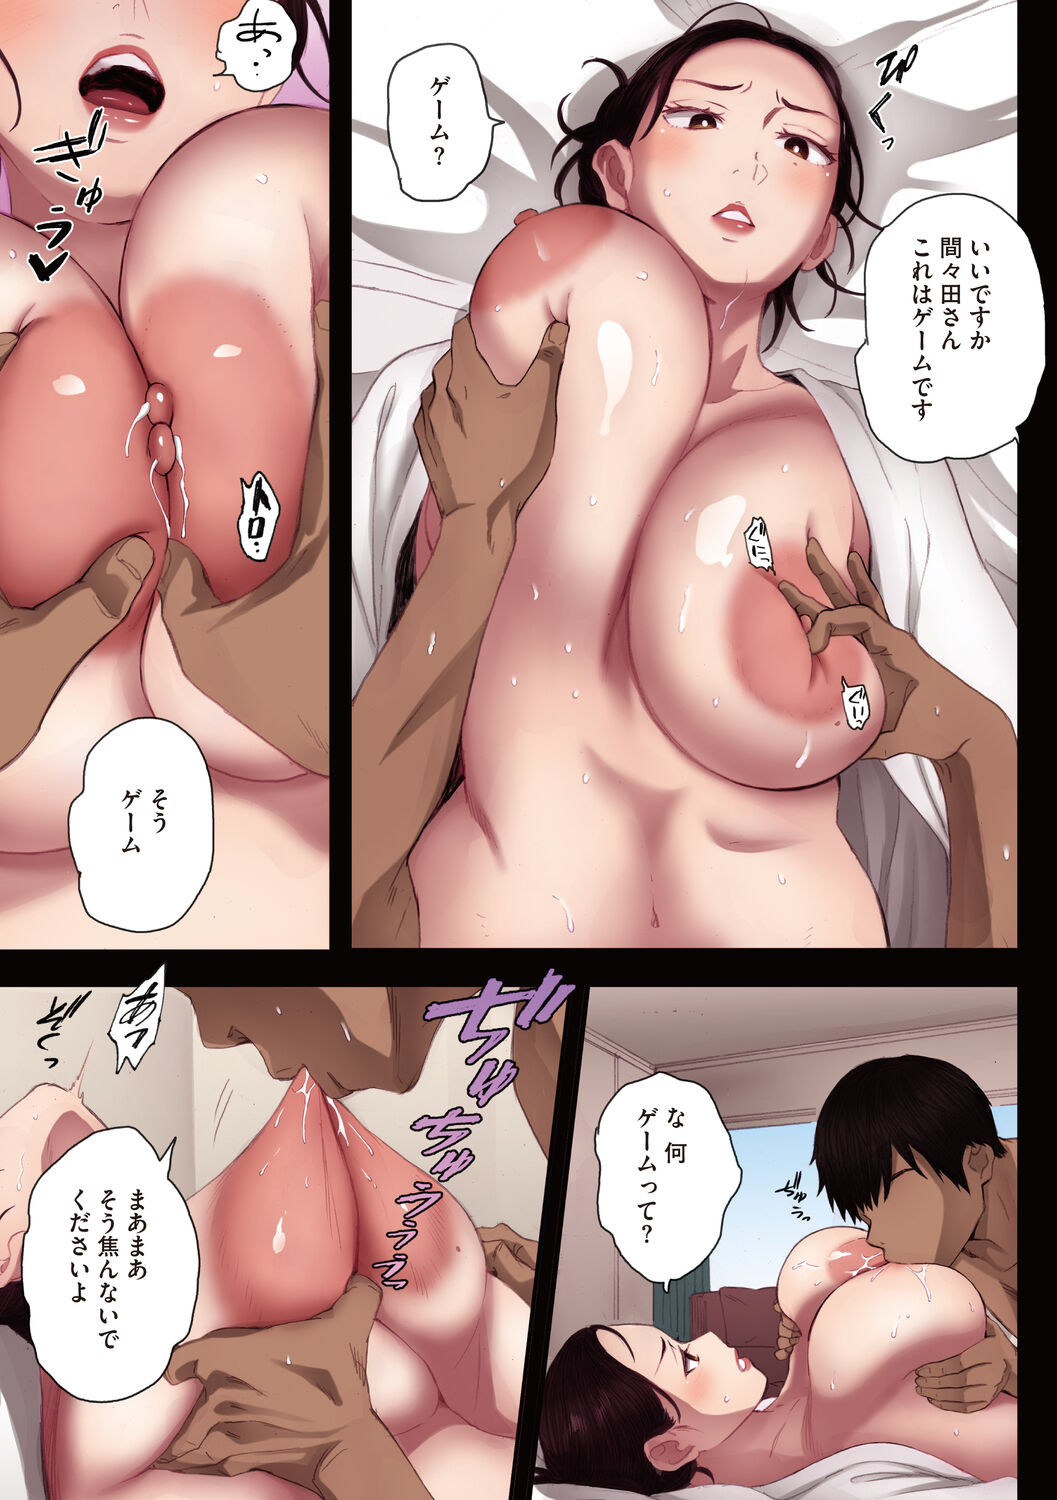 いいですか
間々田さん
これはゲームです
ゲーム?
ぐにっ
ぐいっ
あっ・
ぎゅうっ♥
トロ・
そう
ゲーム
な 何
ゲームって?
ぢゅうっ
ぢゅちゅうううっ
あっ
ぞくっ
まあまあ
そう焦んないで
くださいよ